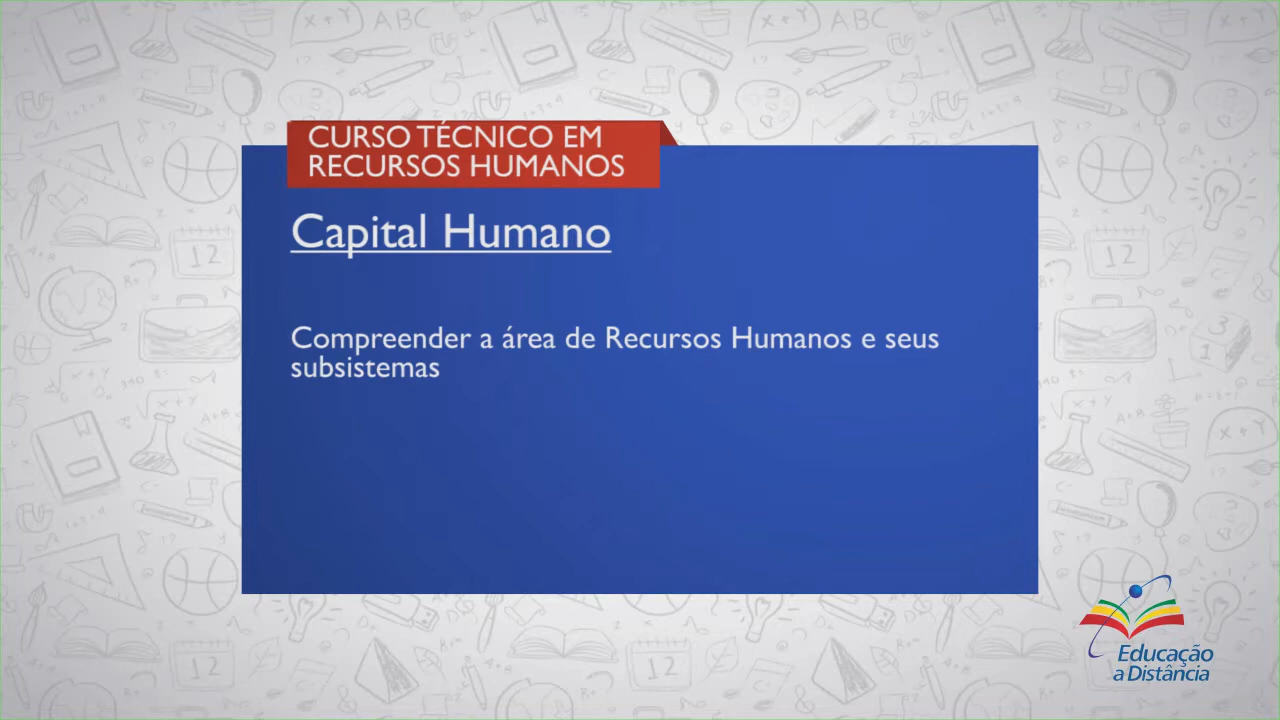 CURSO TÉCNICO EM
RECURSOS HUMANOS
Capital Humano
Compreender a área de Recursos Humanos e seus
subsistemas
Educação
a Distância